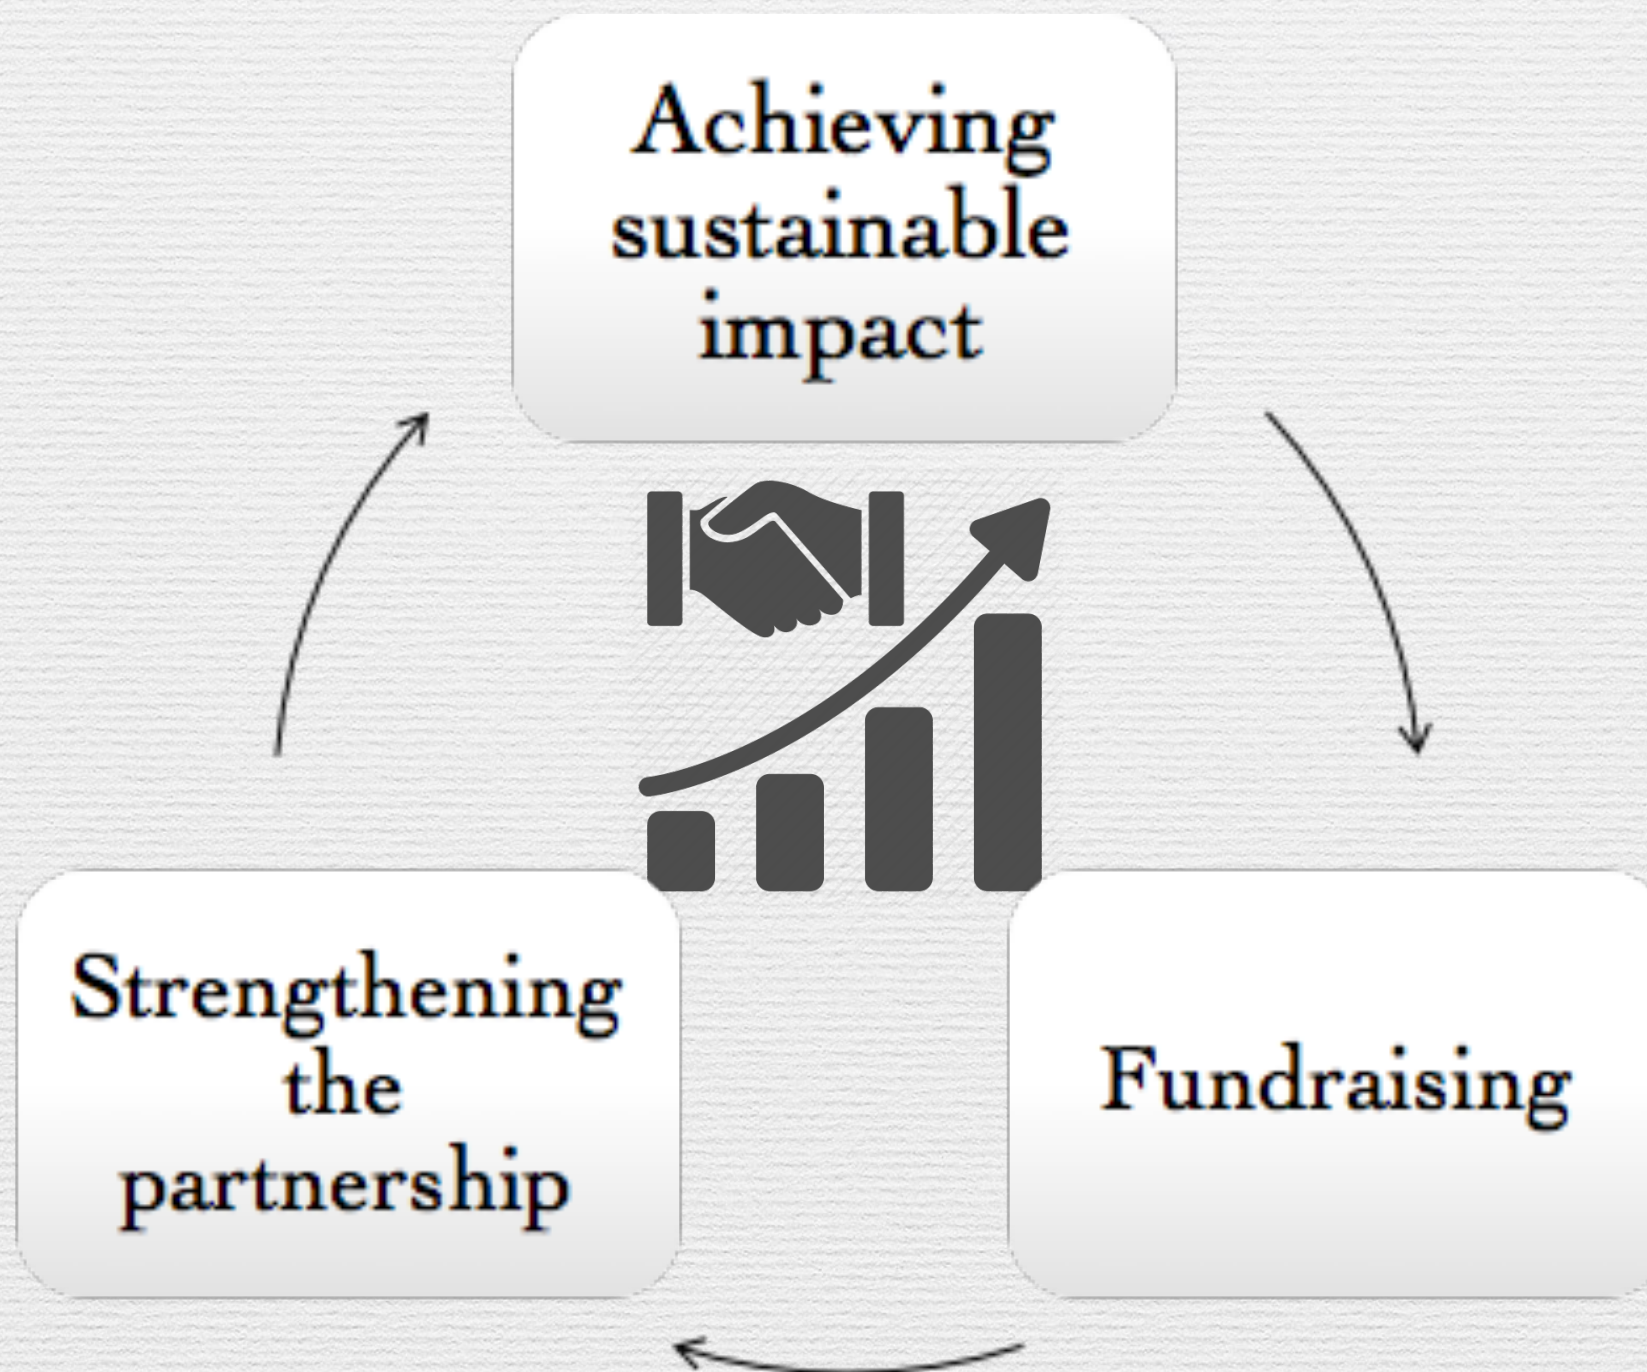 Achieving
sustainable
impact
Strengthening
the
partnership
Fundraising